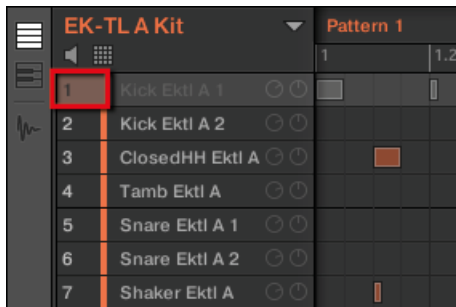 EK-TL A Kit
Pattern 1
1 1.2
1 Kick Ektl A 1
2 Kick Ektl A 2
3 ClosedHH Ektl A
4 Tamb Ektl A
5 Snare Ektl A 1
6 Snare Ektl A 2
7 Shaker Ektl A